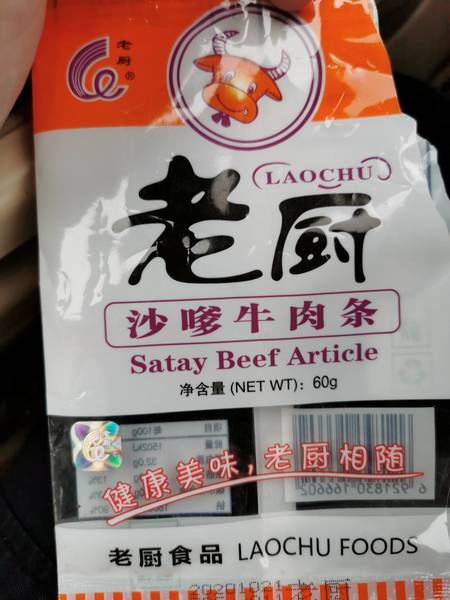 老厨®
LAOCHU
老厨
沙嗲牛肉条
Satay Beef Article
净含量 (NET WT): 60g
健康美味,老厨相随
老厨食品 LAOCHU FOODS